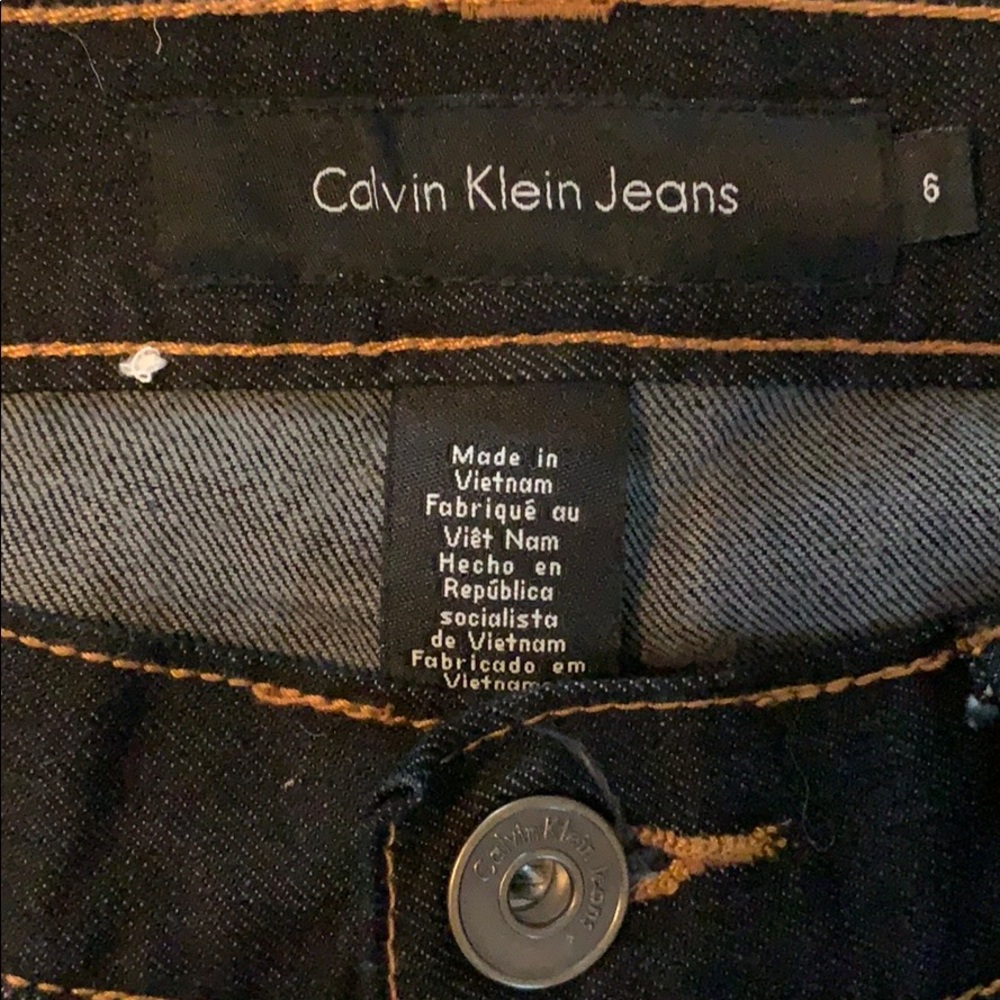 Calvin Klein Jeans
6
Made in
Vietnam
Fabriqué au
Viêt Nam
Hecho en
República
socialista
de Vietnam
Fabricado em
Vietnam
Calvin Klein Jeans